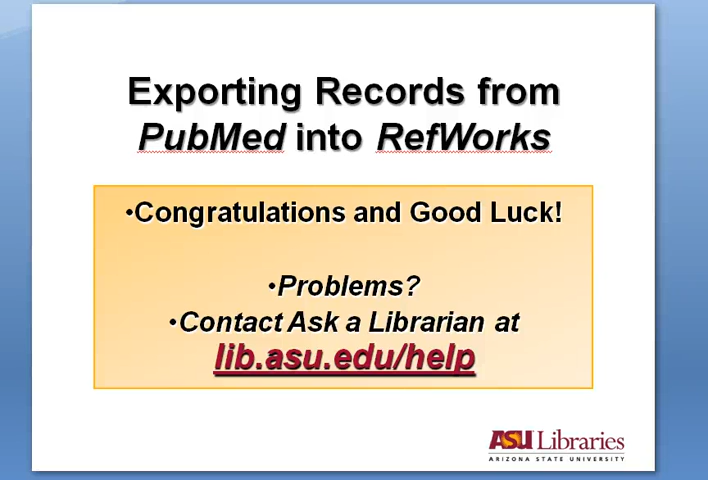 Exporting Records from
PubMed into RefWorks
•Congratulations and Good Luck!
•Problems?
•Contact Ask a Librarian at
lib.asu.edu/help
ASU Libraries
ARIZONA STATE UNIVERSITY